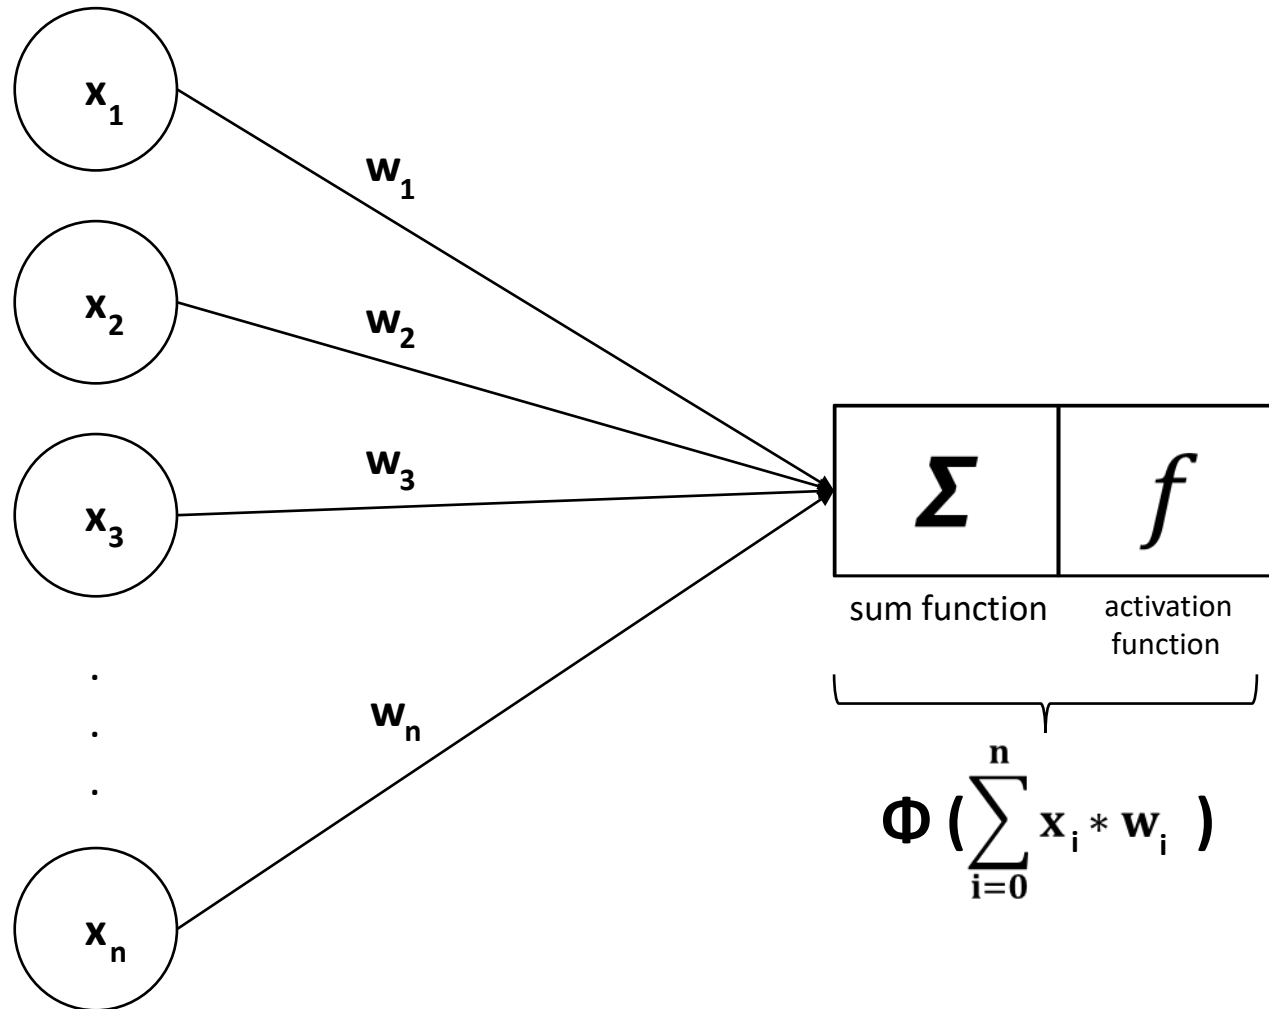 x₁
w₁
x₂
w₂
x₃
w₃
Σ
f
sum function
activation
function
.
.
.
wₙ
n
Φ (∑ xᵢ * wᵢ )
i=0
xₙ